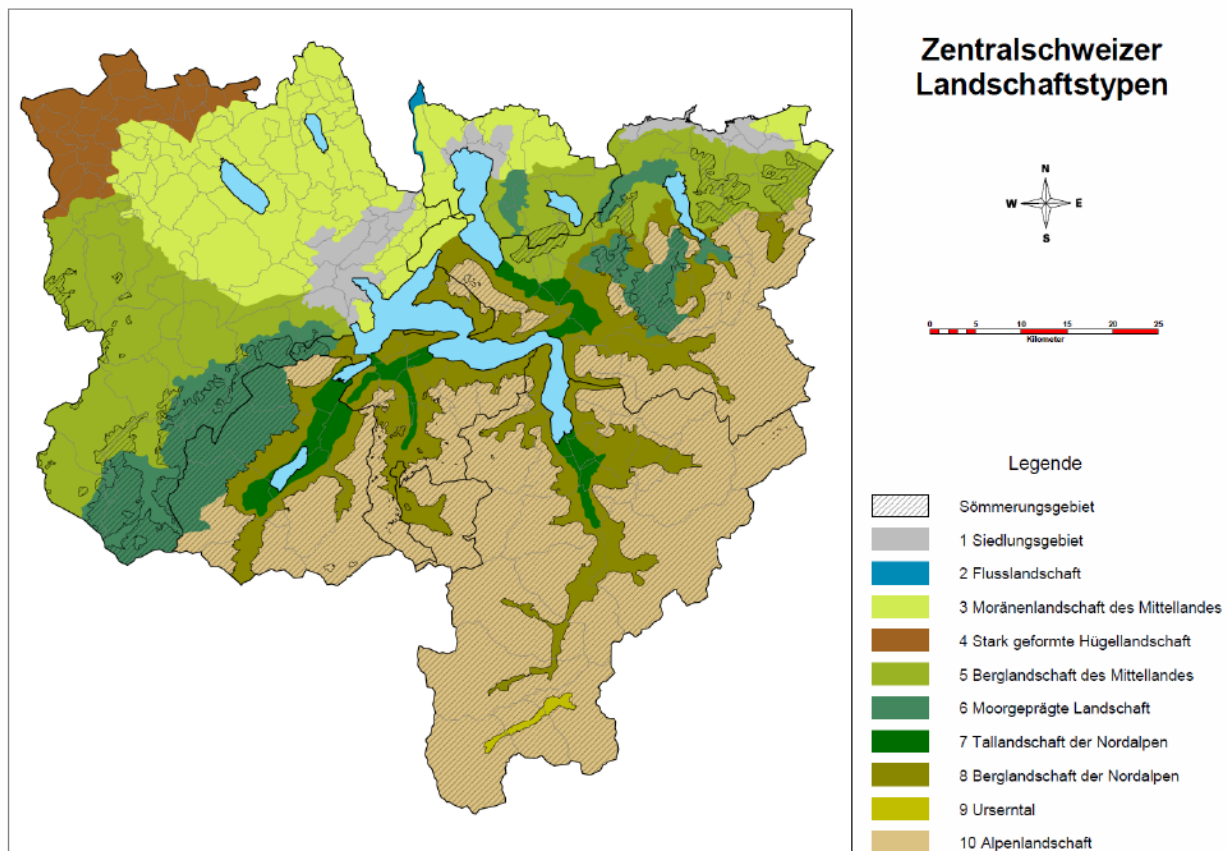 Zentralschweizer
Landschaftstypen
N
W E
S
0 5 10 15 20 25
Kilometer
Legende
Sömmerungsgebiet
1 Siedlungsgebiet
2 Flusslandschaft
3 Moränenlandschaft des Mittellandes
4 Stark geformte Hügellandschaft
5 Berglandschaft des Mittellandes
6 Moorgeprägte Landschaft
7 Tallandschaft der Nordalpen
8 Berglandschaft der Nordalpen
9 Urserntal
10 Alpenlandschaft